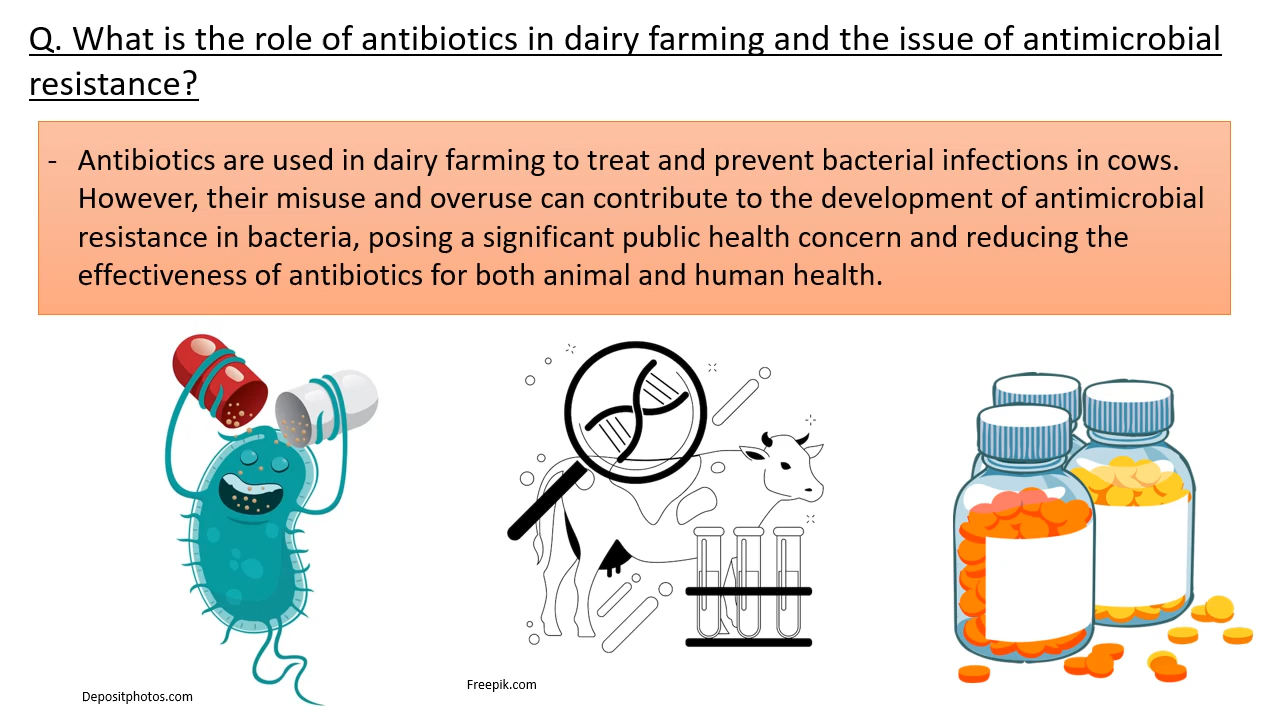 Q. What is the role of antibiotics in dairy farming and the issue of antimicrobial
resistance?
- Antibiotics are used in dairy farming to treat and prevent bacterial infections in cows.
However, their misuse and overuse can contribute to the development of antimicrobial
resistance in bacteria, posing a significant public health concern and reducing the
effectiveness of antibiotics for both animal and human health.
Depositphotos.com
Freepik.com